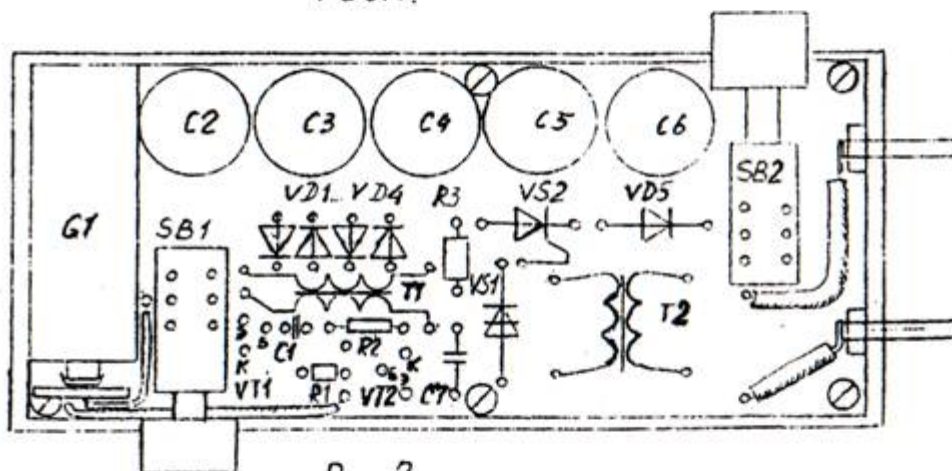 C2
C3
C4
C5
C6
G1
SB1
VD1...VD4
R3
VS2
VD5
SB2
T1
VS1
T2
Э
Б
К
C1
R2
VT1
R1
VT2
Б
Э
К
C7